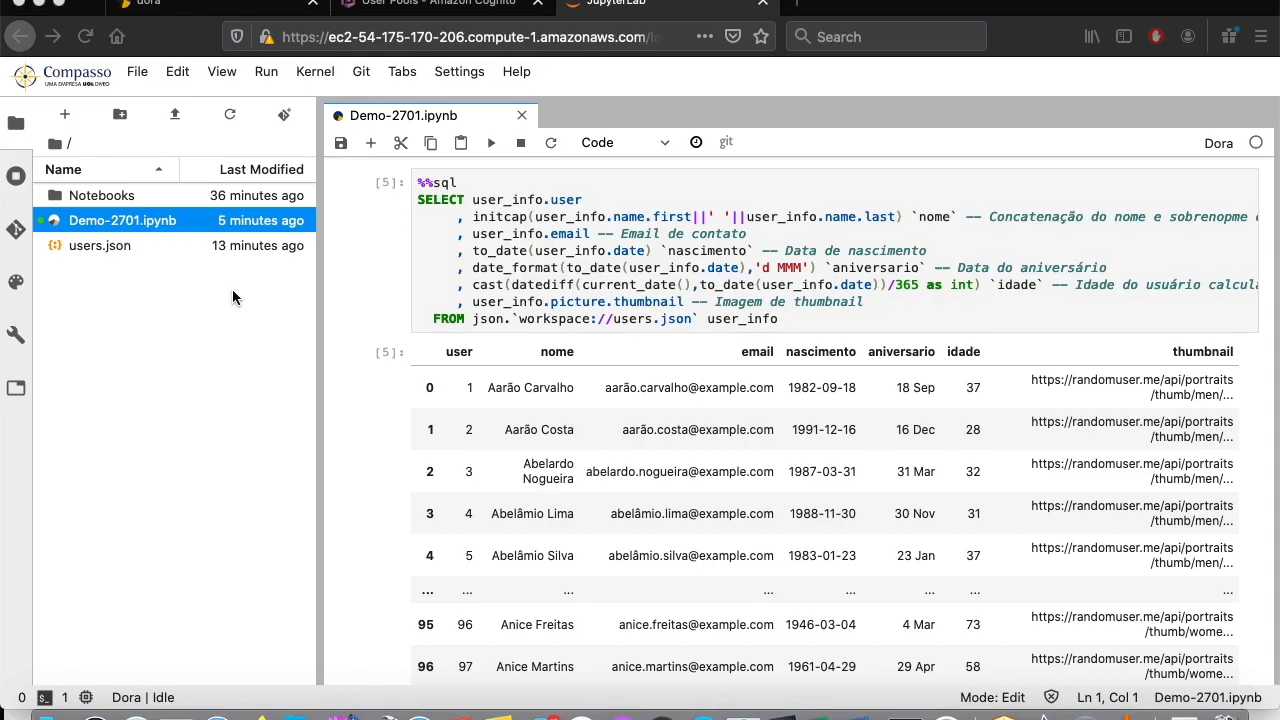 dora
User Pools - Amazon Cognito
JupyterLab
https://ec2-54-175-170-206.compute-1.amazonaws.com/la
Search
Compasso
UMA EMPRESA UOL DIVEO
File Edit View Run Kernel Git Tabs Settings Help
Demo-2701.ipynb
/
Code
git
Dora
Name Last Modified
Notebooks 36 minutes ago
Demo-2701.ipynb 5 minutes ago
users.json 13 minutes ago
[5]:
%%sql
SELECT user_info.user
, initcap(user_info.name.first||' '||user_info.name.last) `nome` -- Concatenação do nome e sobrenopme
, user_info.email -- Email de contato
, to_date(user_info.date) `nascimento` -- Data de nascimento
, date_format(to_date(user_info.date),'d MMM') `aniversario` -- Data do aniversário
, cast(datediff(current_date(),to_date(user_info.date))/365 as int) `idade` -- Idade do usuário calcula
, user_info.picture.thumbnail -- Imagem de thumbnail
FROM json.`workspace://users.json` user_info
[5]:
user nome email nascimento aniversario idade thumbnail
0 1 Aarão Carvalho aarão.carvalho@example.com 1982-09-18 18 Sep 37 https://randomuser.me/api/portraits
/thumb/men/...
1 2 Aarão Costa aarão.costa@example.com 1991-12-16 16 Dec 28 https://randomuser.me/api/portraits
/thumb/men/...
2 3 Abelardo
Nogueira abelardo.nogueira@example.com 1987-03-31 31 Mar 32 https://randomuser.me/api/portraits
/thumb/men/...
3 4 Abelâmio Lima abelâmio.lima@example.com 1988-11-30 30 Nov 31 https://randomuser.me/api/portraits
/thumb/men/...
4 5 Abelâmio Silva abelâmio.silva@example.com 1983-01-23 23 Jan 37 https://randomuser.me/api/portraits
/thumb/men/...
... ... ... ... ... ... ... ...
95 96 Anice Freitas anice.freitas@example.com 1946-03-04 4 Mar 73 https://randomuser.me/api/portraits
/thumb/wome...
96 97 Anice Martins anice.martins@example.com 1961-04-29 29 Apr 58 https://randomuser.me/api/portraits
/thumb/wome...
0 $_ 1 Dora | Idle
Mode: Edit Ln 1, Col 1 Demo-2701.ipynb